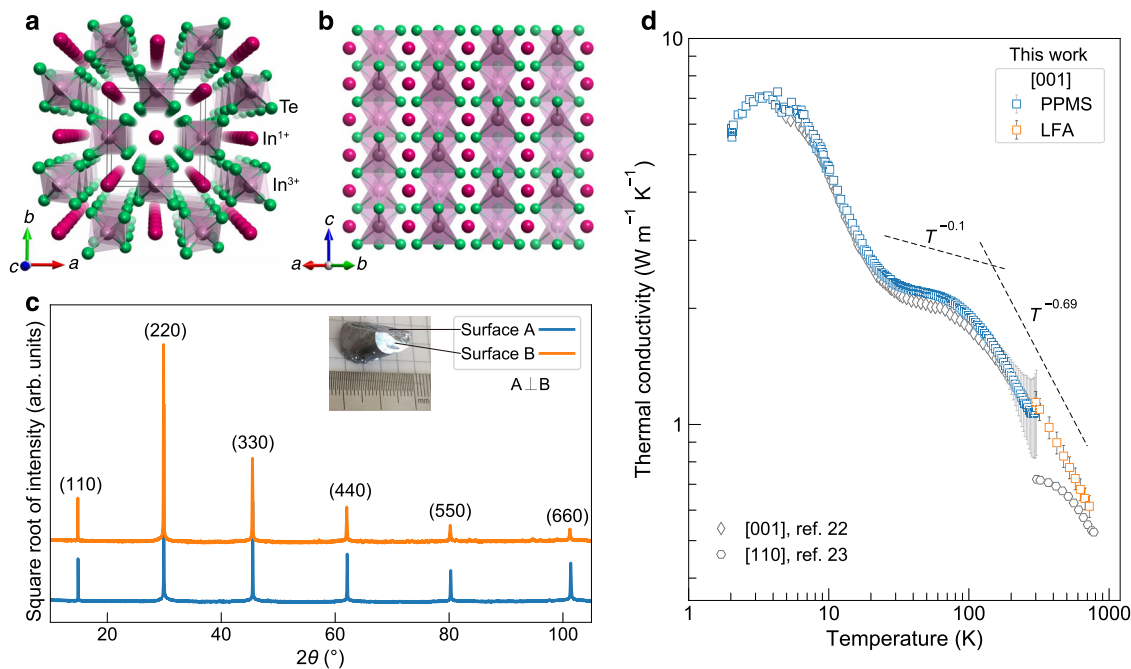 a
Te
In1+
In3+
b
c
a
b
c
a
b
c
Square root of intensity (arb. units)
(110)
(220)
(330)
(440)
(550)
(660)
Surface A
Surface B
A⊥B
mm
20
40
60
80
100
2θ (°)
d
Thermal conductivity (W m−1 K−1)
10
1
This work
[001]
PPMS
LFA
T−0.1
T−0.69
[001], ref. 22
[110], ref. 23
1
10
100
1000
Temperature (K)